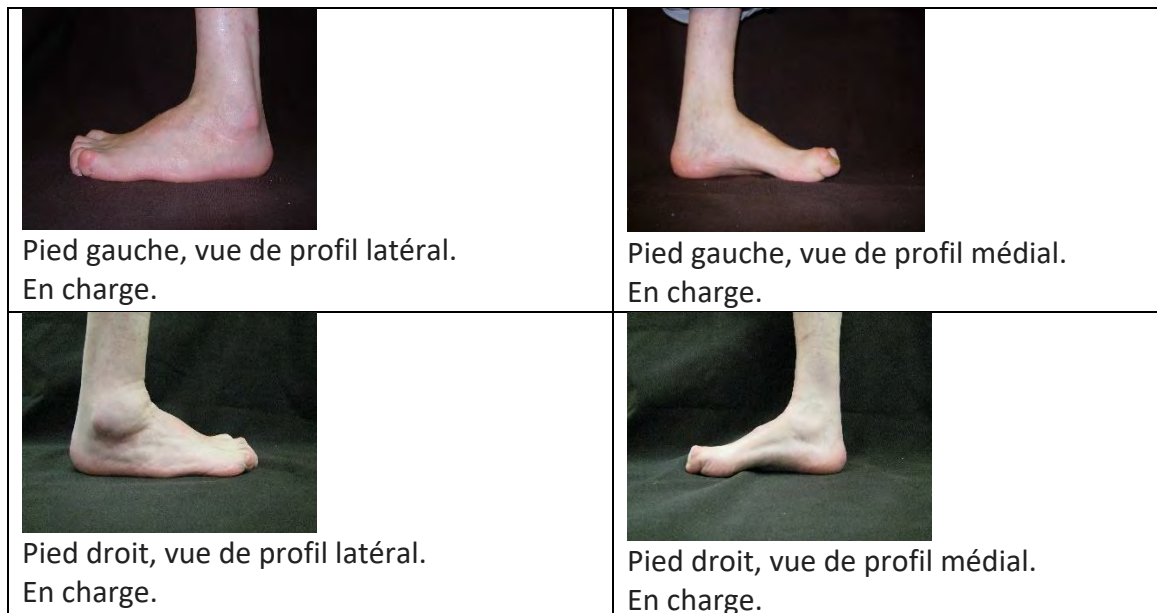 Pied gauche, vue de profil latéral.
En charge.
Pied gauche, vue de profil médial.
En charge.
Pied droit, vue de profil latéral.
En charge.
Pied droit, vue de profil médial.
En charge.